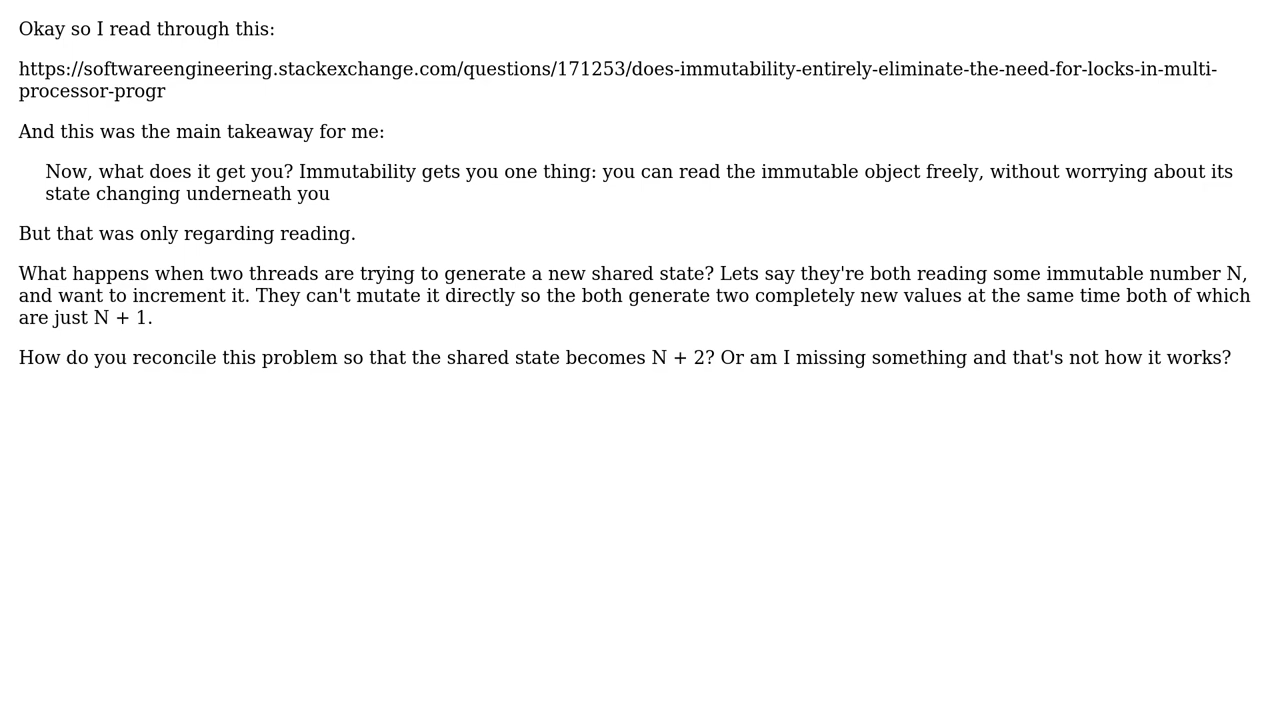 Okay so I read through this:
https://softwareengineering.stackexchange.com/questions/171253/does-immutability-entirely-eliminate-the-need-for-locks-in-multi-
processor-progr
And this was the main takeaway for me:
Now, what does it get you? Immutability gets you one thing: you can read the immutable object freely, without worrying about its
state changing underneath you
But that was only regarding reading.
What happens when two threads are trying to generate a new shared state? Lets say they're both reading some immutable number N,
and want to increment it. They can't mutate it directly so the both generate two completely new values at the same time both of which
are just N + 1.
How do you reconcile this problem so that the shared state becomes N + 2? Or am I missing something and that's not how it works?